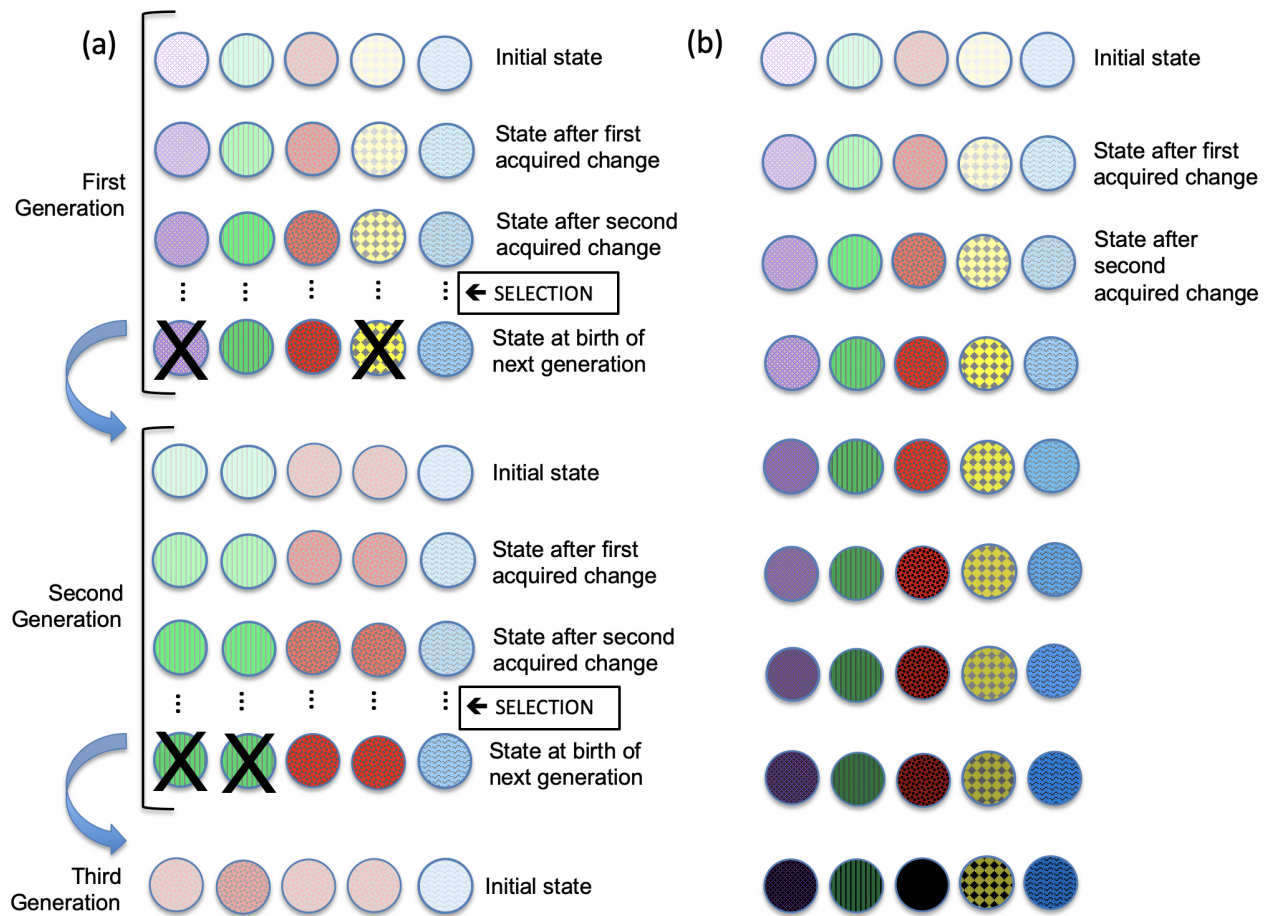 (a)
Initial state
State after first
acquired change
First
Generation
State after second
acquired change
← SELECTION
State at birth of
next generation
X X
Initial state
State after first
acquired change
Second
Generation
State after second
acquired change
← SELECTION
State at birth of
next generation
X X
Third
Generation
Initial state
(b)
Initial state
State after first
acquired change
State after
second
acquired change